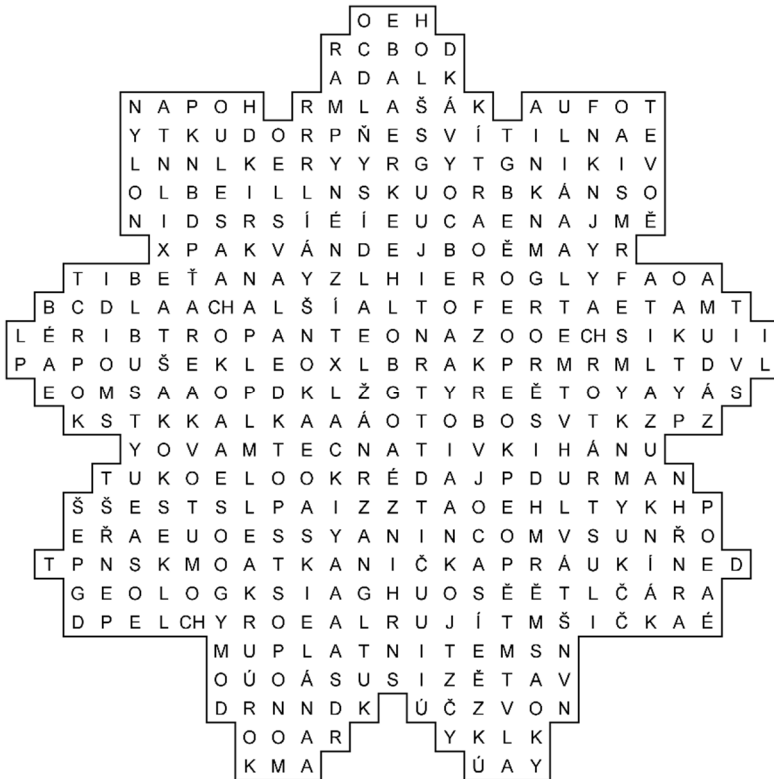 O E H
R C B O D
A D A L K
N A P O H R M L A Š Á K A U F O T
Y T K U D O R P Ň E S V Í T I L N A E
L N N L K E R Y Y R G Y T G N I K I V
O L B E I L L N S K U O R B K Á N S O
N I D S R S Í É Í E U C A E N A J M Ě
X P A K V Á N D E J B O Ě M A Y R
T I B E Ť A N A Y Z L H I E R O G L Y F A O A
B C D L A A CH A L Š Í A L T O F E R T A E T A M T
L É R I B T R O P A N T E O N A Z O O E CH S I K U I I
P A P O U Š E K L E O X L B R A K P R M R M L T D V L
E O M S A A O P D K L Ž G T Y R E Ě T O Y A Y Á S
K S T K K A L K A A Á O T O B O S V T K Z P Z
Y O V A M T E C N A T I V K I H Á N U
T U K O E L O O K R É D A J P D U R M A N
Š Š E S T S L P A I Z Z T A O E H L T Y K H P
E Ř A E U O E S S Y A N I N C O M V S U N Ř O
T P N S K M O A T K A N I Č K A P R Á U K Í N E D
G E O L O G K S I A G H U O S Ě Ě T L Č Á R A
D P E L CH Y R O E A L R U J Í T M Š I Č K A É
M U P L A T N I T E M S N
O Ú O Á S U S I Z Ě T A V
D R N N D K Ú Č Z V O N
O O A R Y K L K
K M A Ú A Y